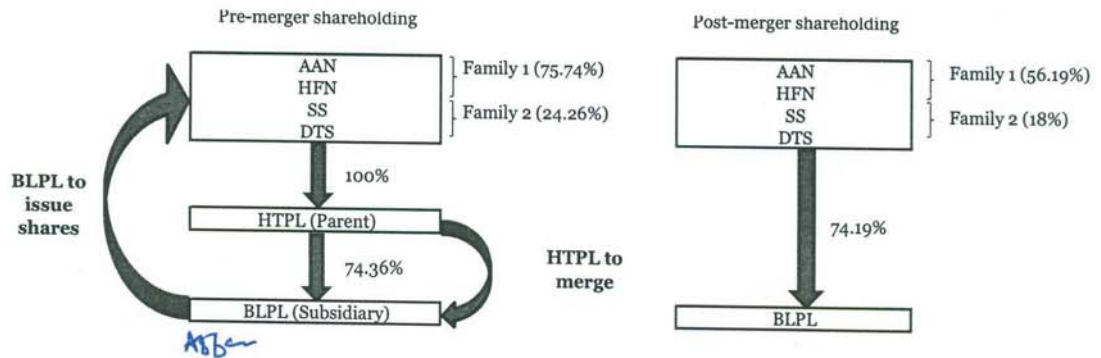 Pre-merger shareholding
AAN
HFN
SS
DTS
Family 1 (75.74%)
Family 2 (24.26%)
100%
BLPL to
issue
shares
HTPL (Parent)
74.36%
HTPL to
merge
BLPL (Subsidiary)
Post-merger shareholding
AAN
HFN
SS
DTS
Family 1 (56.19%)
Family 2 (18%)
74.19%
BLPL